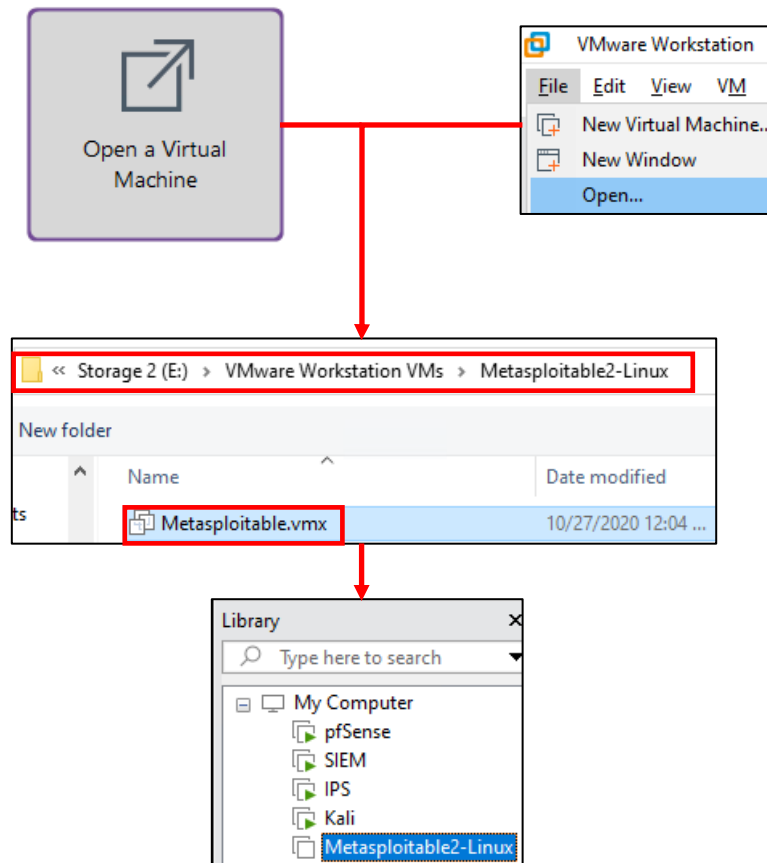 Open a Virtual
Machine
VMware Workstation
File Edit View VM
New Virtual Machine..
New Window
Open...
« Storage 2 (E:) > VMware Workstation VMs > Metasploitable2-Linux
New folder
Name Date modified
ts
Metasploitable.vmx 10/27/2020 12:04 ...
Library ×
Type here to search
My Computer
pfSense
SIEM
IPS
Kali
Metasploitable2-Linux